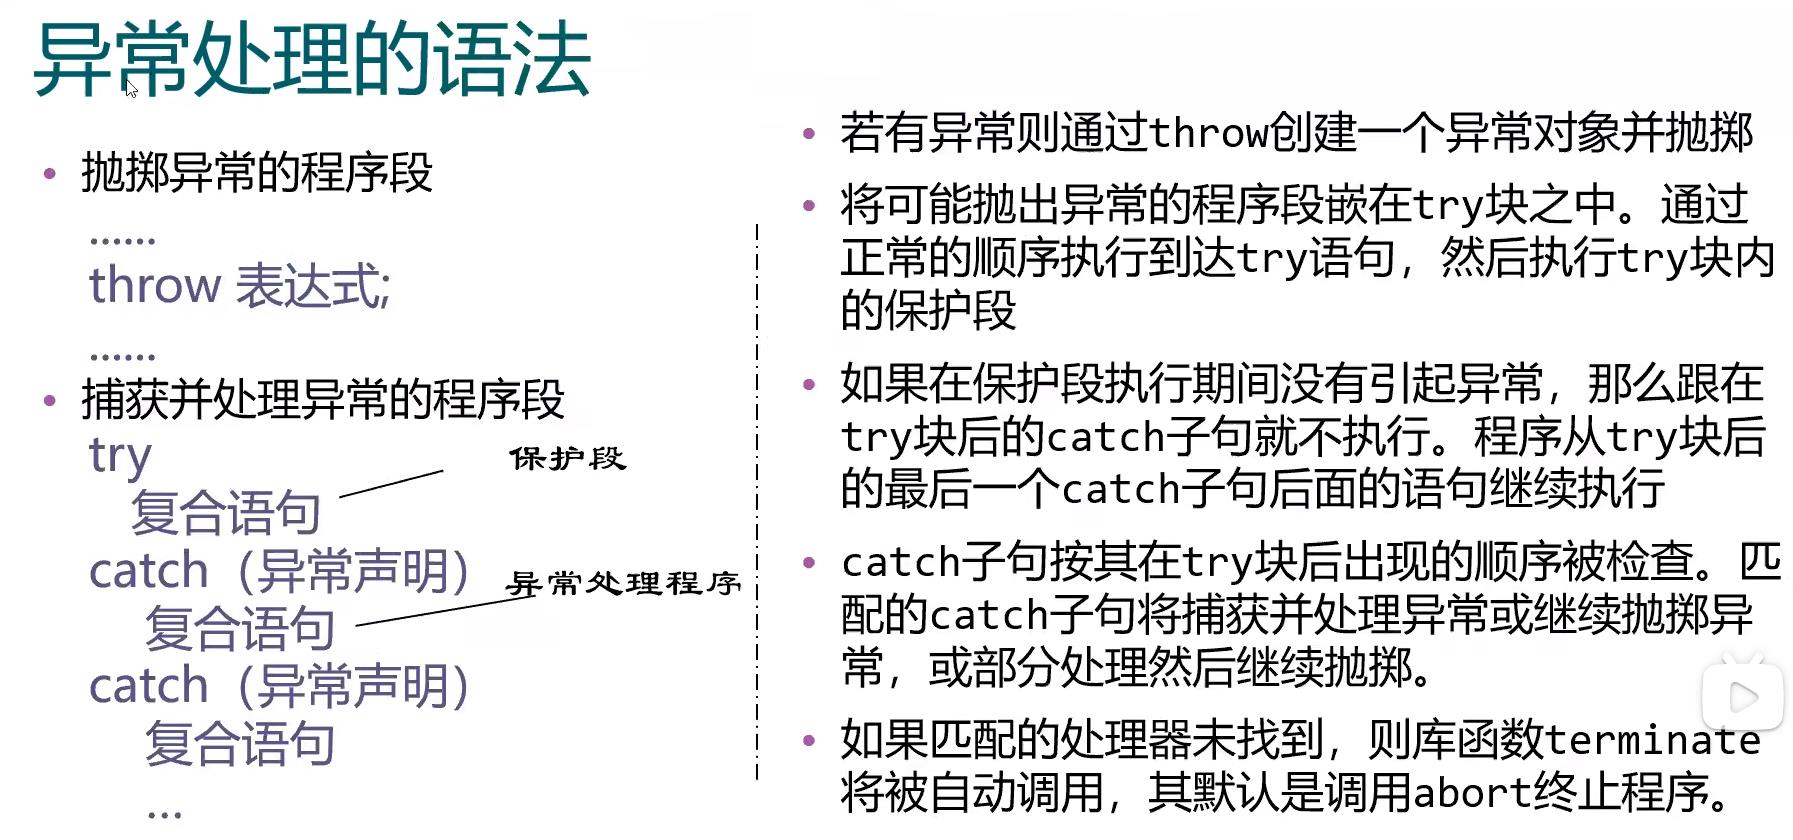 异常处理的语法
• 抛掷异常的程序段
……
throw 表达式;
……
• 捕获并处理异常的程序段
try
保护段
复合语句
catch（异常声明）
异常处理程序
复合语句
catch（异常声明）
复合语句
…
• 若有异常则通过throw创建一个异常对象并抛掷
• 将可能抛出异常的程序段嵌在try块之中。通过
正常的顺序执行到达try语句，然后执行try块内
的保护段
• 如果在保护段执行期间没有引起异常，那么跟在
try块后的catch子句就不执行。程序从try块后
的最后一个catch子句后面的语句继续执行
• catch子句按其在try块后出现的顺序被检查。匹
配的catch子句将捕获并处理异常或继续抛掷异
常，或部分处理然后继续抛掷。
• 如果匹配的处理器未找到，则库函数terminate
将被自动调用，其默认是调用abort终止程序。